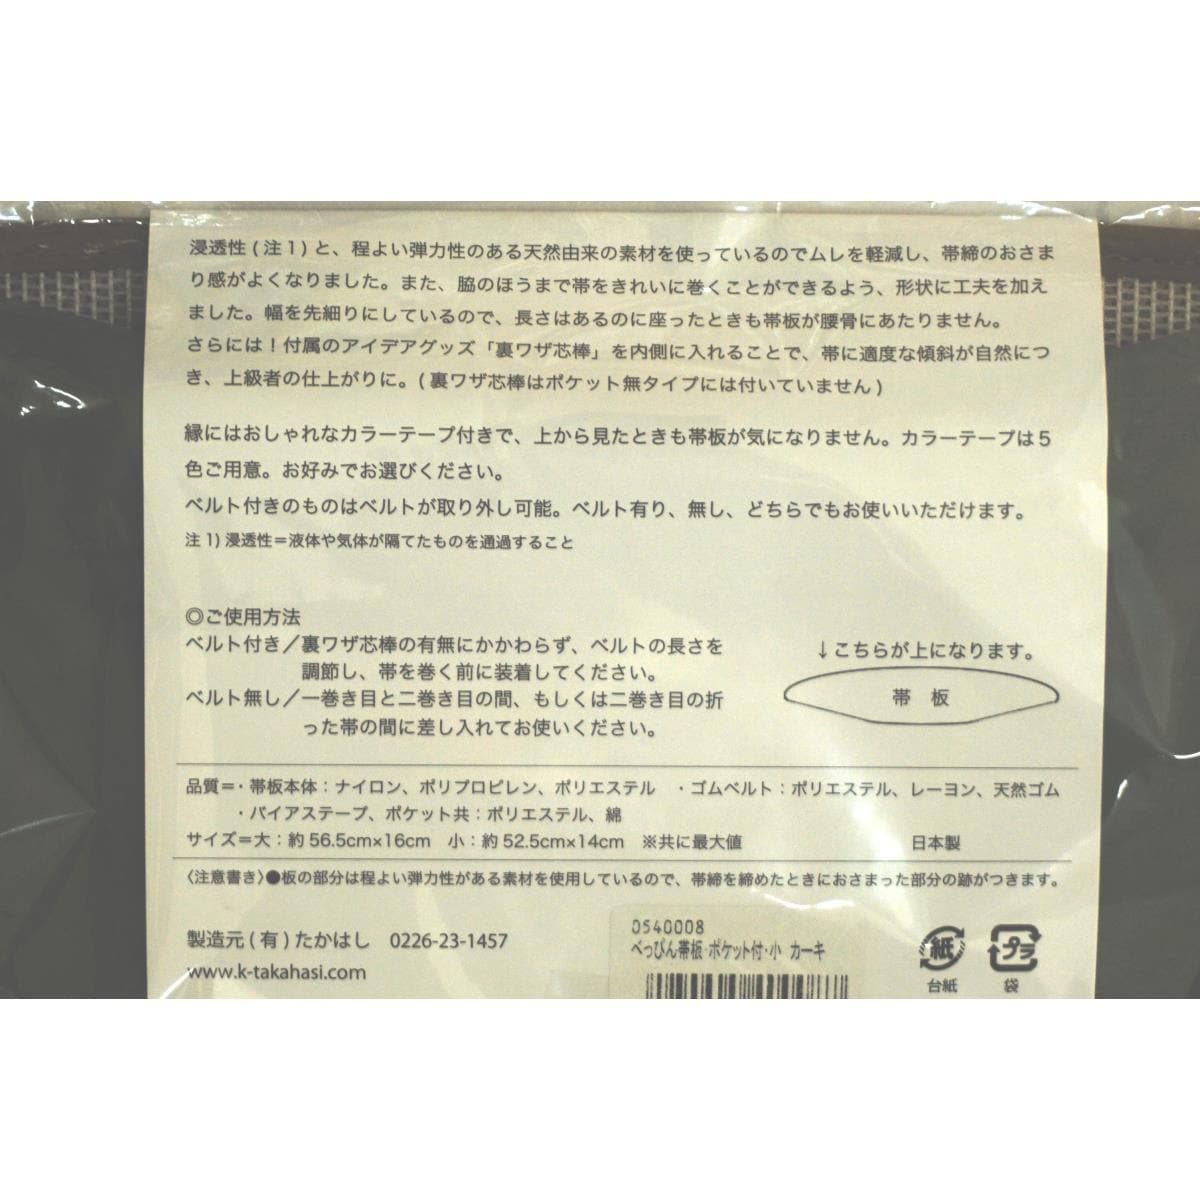 浸透性(注1)と、程よい弾力性のある天然由来の素材を使っているのでムレを軽減し、帯締のおさま
り感がよくなりました。また、脇のほうまで帯をきれいに巻くことができるよう、形状に工夫を加え
ました。幅を先細りにしているので、長さはあるのに座ったときも帯板が腰骨にあたりません。
さらには！付属のアイデアグッズ「裏ワザ芯棒」を内側に入れることで、帯に適度な傾斜が自然につ
き、上級者の仕上がりに。(裏ワザ芯棒はポケット無タイプには付いていません)
縁にはおしゃれなカラーテープ付きで、上から見たときも帯板が気になりません。カラーテープは5
色ご用意。お好みでお選びください。
ベルト付きのものはベルトが取り外し可能。ベルト有り、無し、どちらでもお使いいただけます。
注1)浸透性＝液体や気体が隔てたものを通過すること
◎ご使用方法
ベルト付き／裏ワザ芯棒の有無にかかわらず、ベルトの長さを
調節し、帯を巻く前に装着してください。
ベルト無し／一巻き目と二巻き目の間、もしくは二巻き目の折
った帯の間に差し入れてお使いください。
↓こちらが上になります。
帯 板
品質＝・帯板本体：ナイロン、ポリプロピレン、ポリエステル ・ゴムベルト：ポリエステル、レーヨン、天然ゴム
・バイアステープ、ポケット共：ポリエステル、綿
サイズ＝大：約56.5cm×16cm 小：約52.5cm×14cm ※共に最大値 日本製
〈注意書き〉●板の部分は程よい弾力性がある素材を使用しているので、帯締を締めたときにおさまった部分の跡がつきます。
製造元(有)たかはし 0226-23-1457
www.k-takahasi.com
0540008
べっぴん帯板・ポケット付・小 カーキ
紙
台紙
プラ
袋